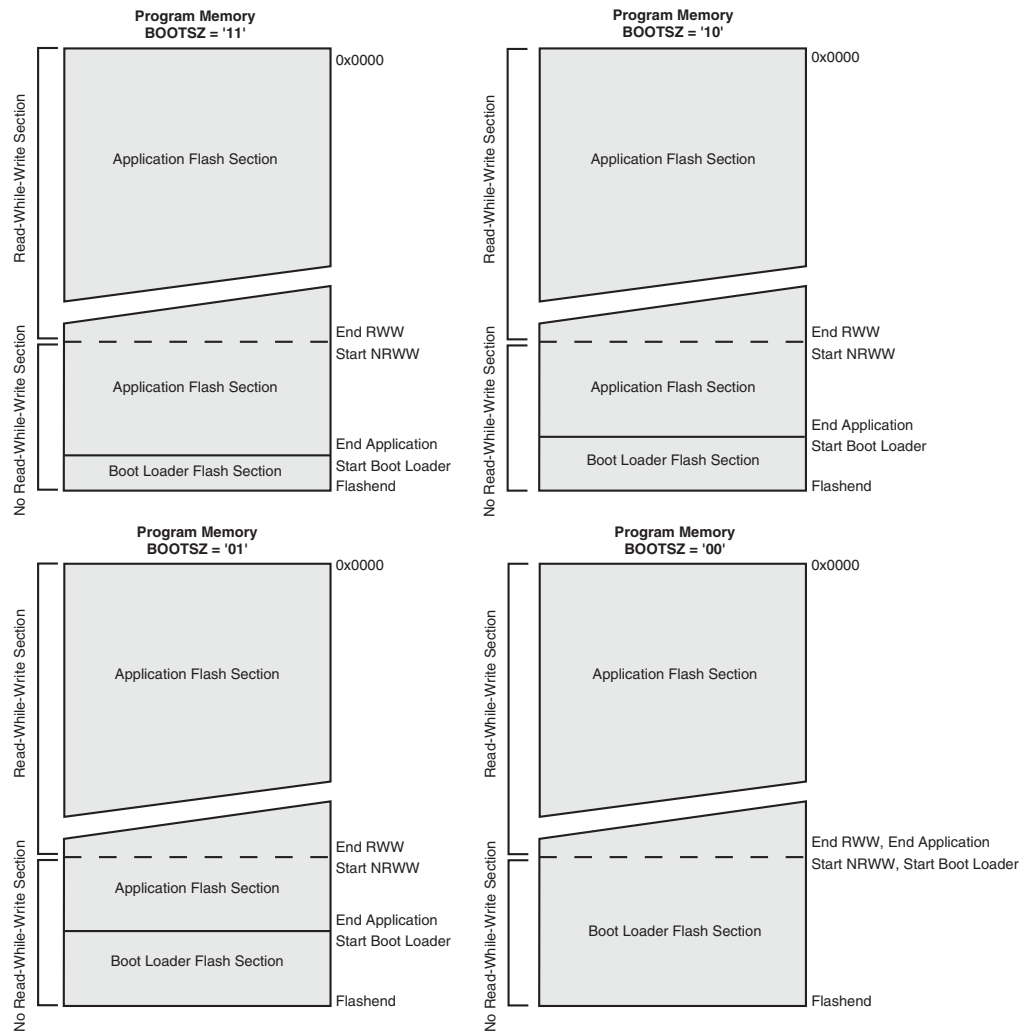 Program Memory
BOOTSZ = '11'
0x0000
Read-While-Write Section
Application Flash Section
End RWW
Start NRWW
No Read-While-Write Section
Application Flash Section
End Application
Start Boot Loader
Boot Loader Flash Section
Flashend
Program Memory
BOOTSZ = '10'
0x0000
Read-While-Write Section
Application Flash Section
End RWW
Start NRWW
No Read-While-Write Section
Application Flash Section
End Application
Start Boot Loader
Boot Loader Flash Section
Flashend
Program Memory
BOOTSZ = '01'
0x0000
Read-While-Write Section
Application Flash Section
End RWW
Start NRWW
No Read-While-Write Section
Application Flash Section
End Application
Start Boot Loader
Boot Loader Flash Section
Flashend
Program Memory
BOOTSZ = '00'
0x0000
Read-While-Write Section
Application Flash Section
End RWW, End Application
Start NRWW, Start Boot Loader
No Read-While-Write Section
Boot Loader Flash Section
Flashend